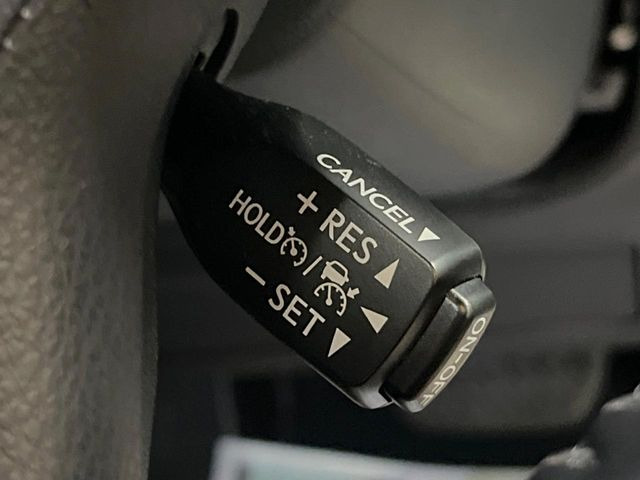 CANCEL ▼
+ RES ▲
HOLD /
- SET ▼
ON-OFF